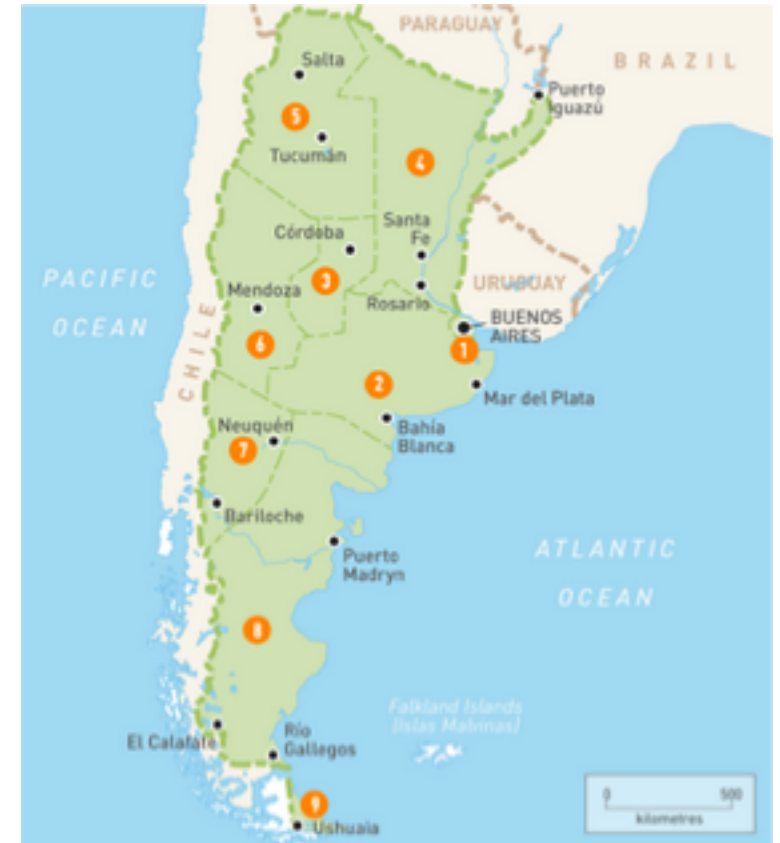 PARAGUAY
BRAZIL
Salta
Puerto
Iguazú
5
Tucumán
4
Santa
Fe
Córdoba
PACIFIC
OCEAN
3
Mendoza
Rosario
URUGUAY
BUENOS
AIRES
CHILE
6
1
2
Mar del Plata
Neuquén
Bahía
Blanca
7
Bariloche
ATLANTIC
OCEAN
Puerto
Madryn
8
Falkland Islands
(Islas Malvinas)
El Calafate
Río
Gallegos
0 500
kilometres
9
Ushuaia